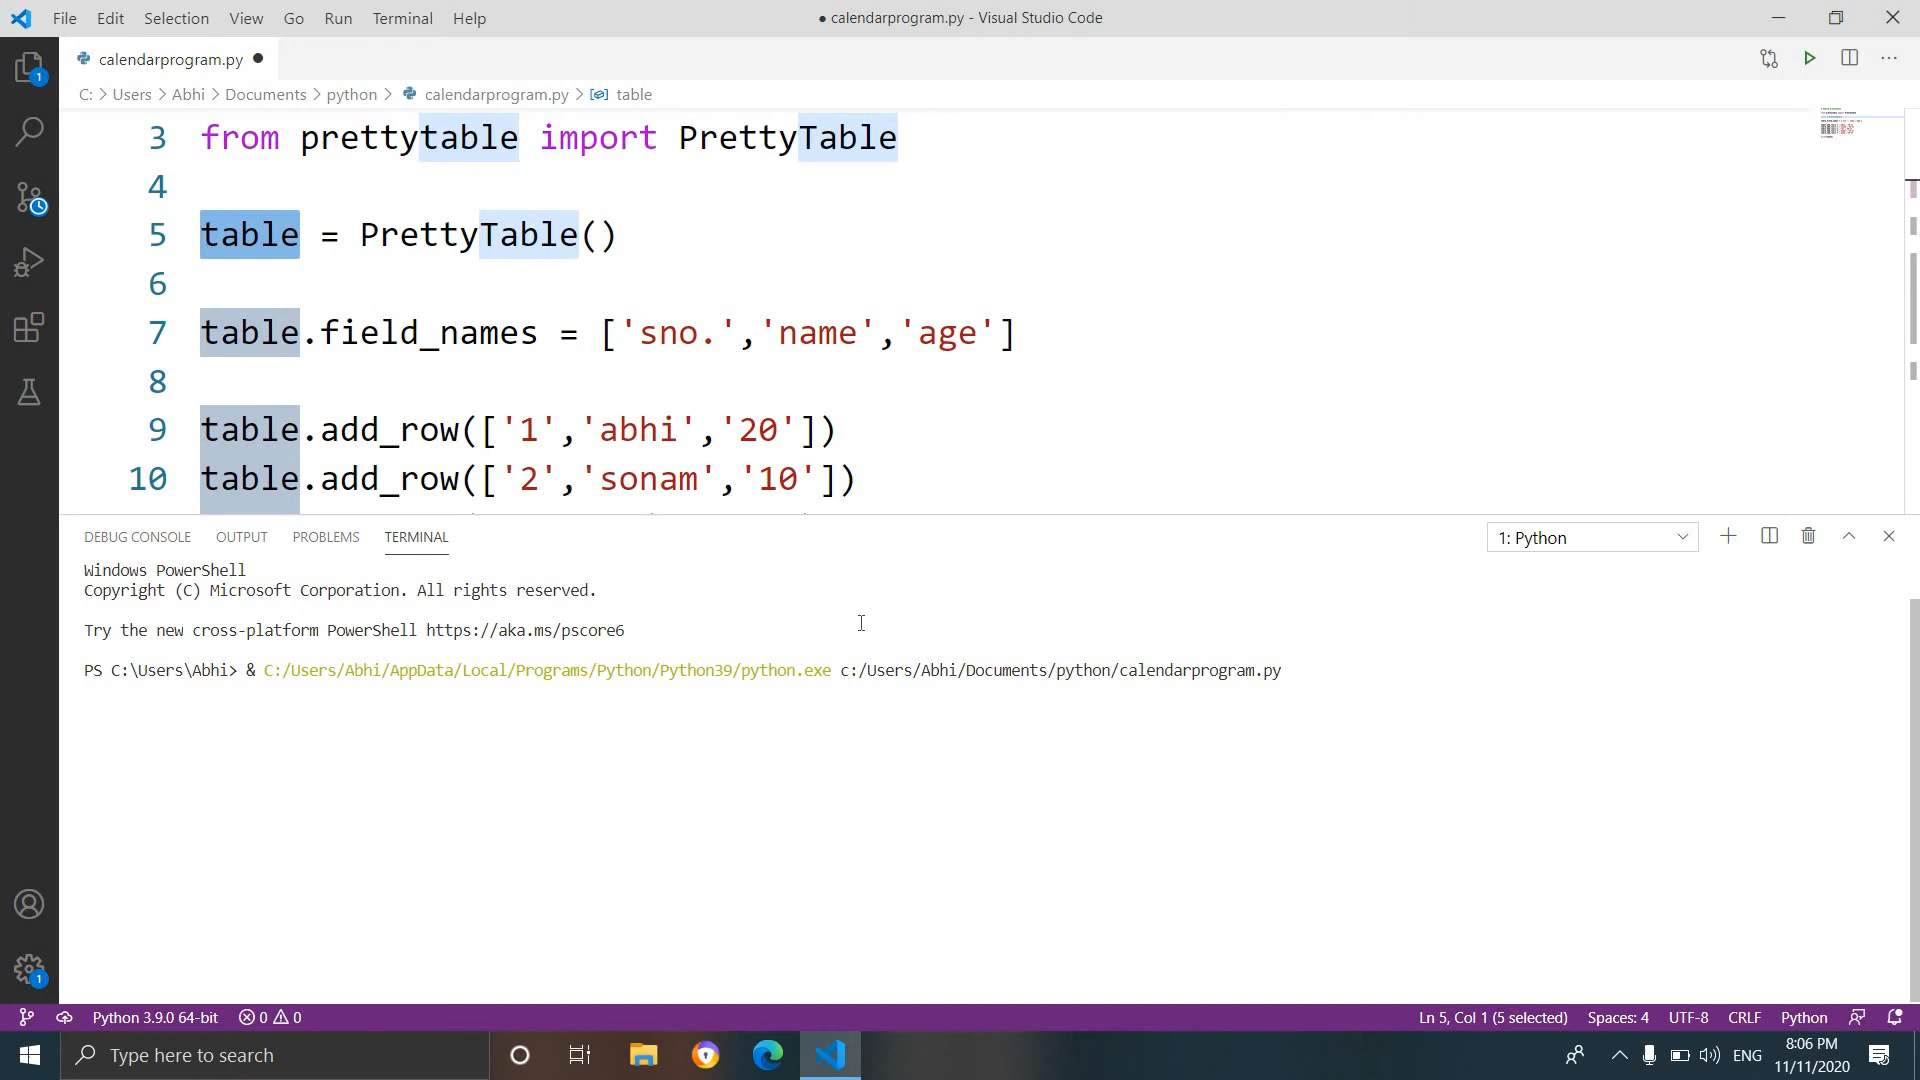 File Edit Selection View Go Run Terminal Help
● calendarprogram.py - Visual Studio Code
calendarprogram.py
C: > Users > Abhi > Documents > python > calendarprogram.py > table
3 from prettytable import PrettyTable
4
5 table = PrettyTable()
6
7 table.field_names = ['sno.','name','age']
8
9 table.add_row(['1','abhi','20'])
10 table.add_row(['2','sonam','10'])
DEBUG CONSOLE OUTPUT PROBLEMS TERMINAL
1: Python
Windows PowerShell
Copyright (C) Microsoft Corporation. All rights reserved.
Try the new cross-platform PowerShell https://aka.ms/pscore6
PS C:\Users\Abhi> & C:/Users/Abhi/AppData/Local/Programs/Python/Python39/python.exe c:/Users/Abhi/Documents/python/calendarprogram.py
1
1
Python 3.9.0 64-bit 0 0
Ln 5, Col 1 (5 selected) Spaces: 4 UTF-8 CRLF Python
Type here to search
ENG
8:06 PM
11/11/2020